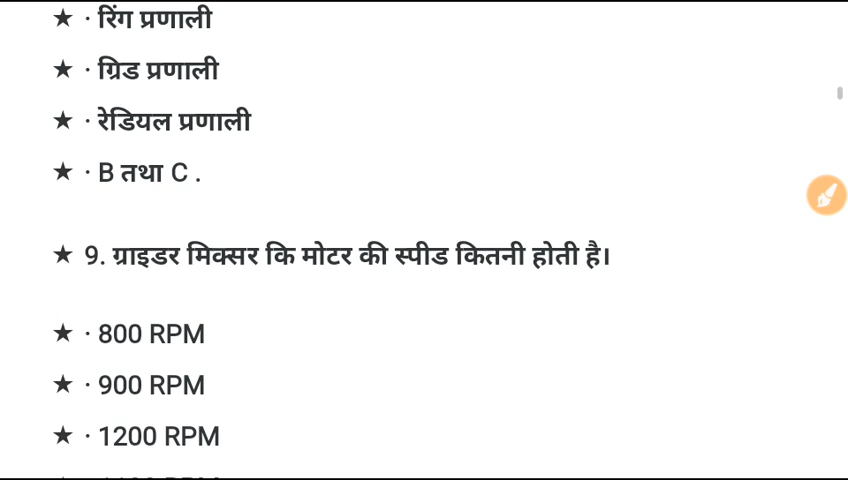 ★ · रिंग प्रणाली
★ · ग्रिड प्रणाली
★ · रेडियल प्रणाली
★ · B तथा C .
★ 9. ग्राइडर मिक्सर कि मोटर की स्पीड कितनी होती है।
★ · 800 RPM
★ · 900 RPM
★ · 1200 RPM